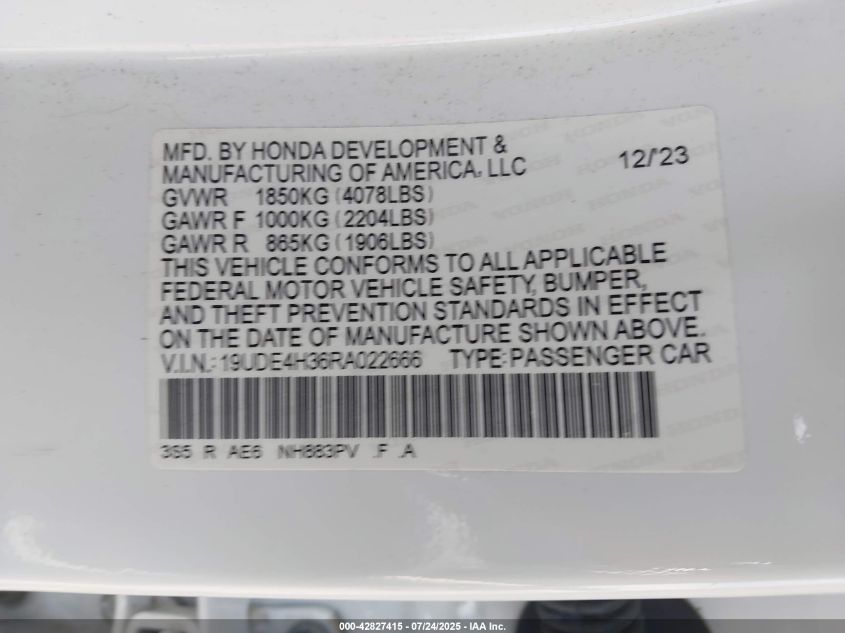 MFD. BY HONDA DEVELOPMENT &
MANUFACTURING OF AMERICA, LLC 12/'23
GVWR 1850KG (4078LBS)
GAWR F 1000KG (2204LBS)
GAWR R 865KG (1906LBS)
THIS VEHICLE CONFORMS TO ALL APPLICABLE
FEDERAL MOTOR VEHICLE SAFETY, BUMPER,
AND THEFT PREVENTION STANDARDS IN EFFECT
ON THE DATE OF MANUFACTURE SHOWN ABOVE.
V.I.N.: 19UDE4H36RA022666 TYPE:PASSENGER CAR
3S5 R AE6 NH883PV .F .A
000-42827415 - 07/24/2025 - IAA Inc.